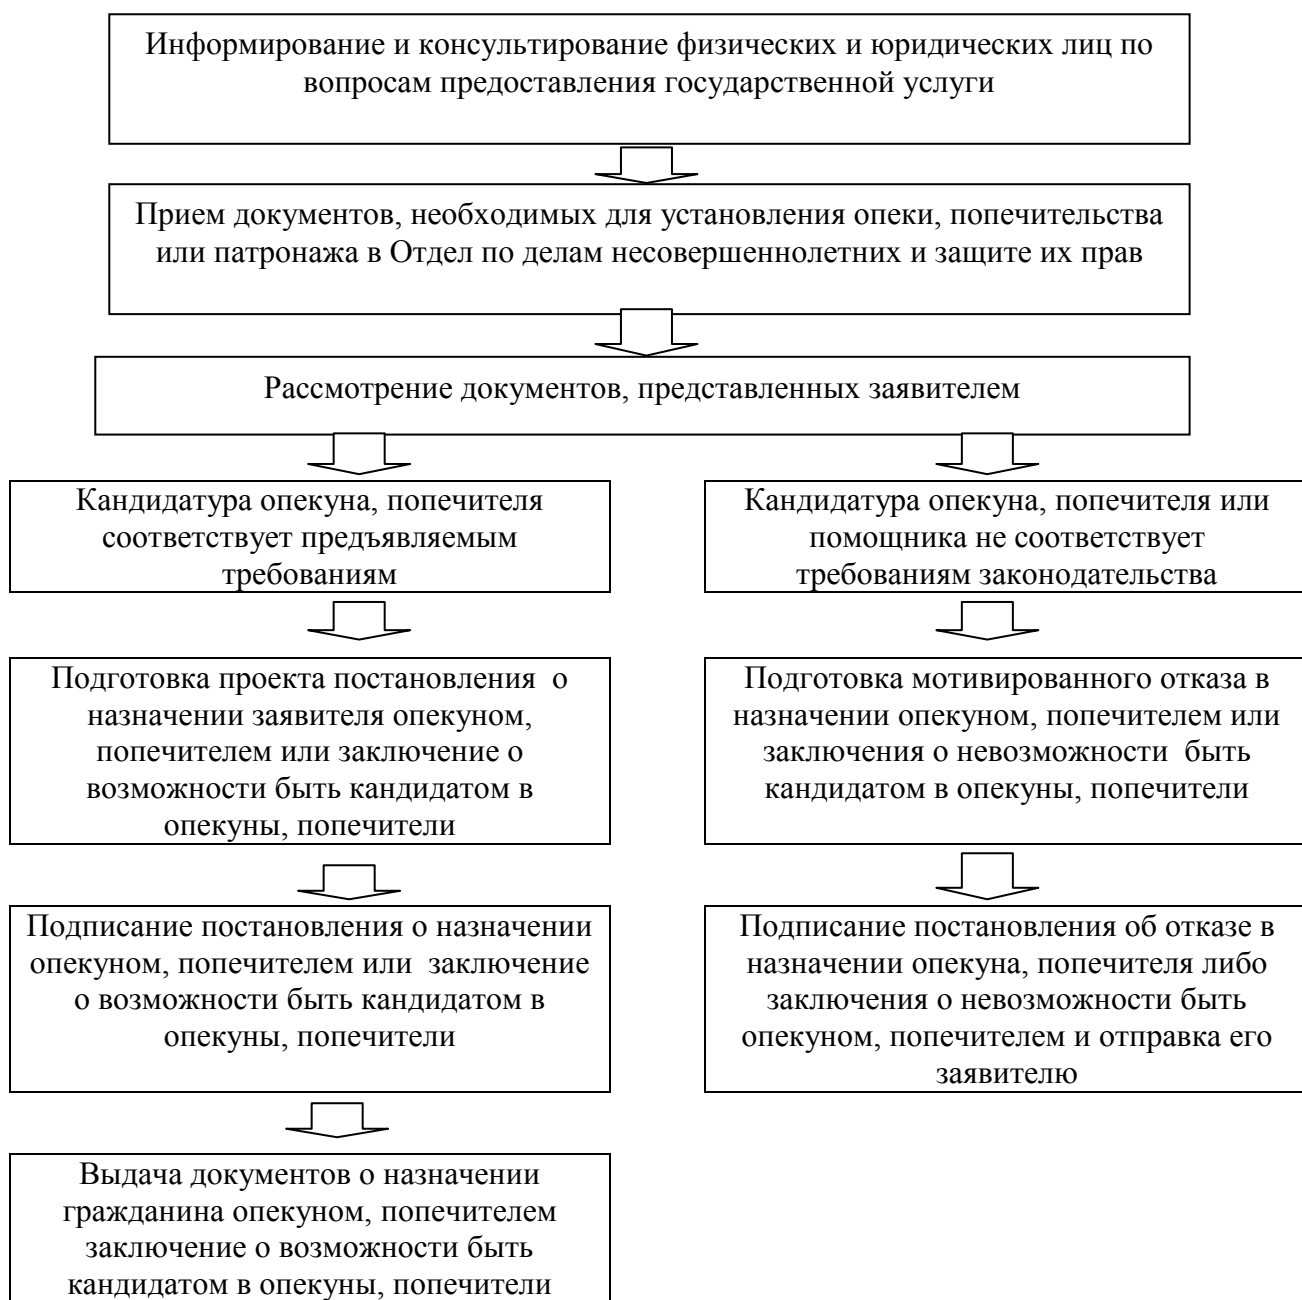 Информирование и консультирование физических и юридических лиц по
вопросам предоставления государственной услуги
Прием документов, необходимых для установления опеки, попечительства
или патронажа в Отдел по делам несовершеннолетних и защите их прав
Рассмотрение документов, представленных заявителем
Кандидатура опекуна, попечителя
соответствует предъявляемым
требованиям
Кандидатура опекуна, попечителя или
помощника не соответствует
требованиям законодательства
Подготовка проекта постановления о
назначении заявителя опекуном,
попечителем или заключение о
возможности быть кандидатом в
опекуны, попечители
Подготовка мотивированного отказа в
назначении опекуном, попечителем или
заключения о невозможности быть
кандидатом в опекуны, попечители
Подписание постановления о назначении
опекуном, попечителем или заключение
о возможности быть кандидатом в
опекуны, попечители
Подписание постановления об отказе в
назначении опекуна, попечителя либо
заключения о невозможности быть
опекуном, попечителем и отправка его
заявителю
Выдача документов о назначении
гражданина опекуном, попечителем
заключение о возможности быть
кандидатом в опекуны, попечители